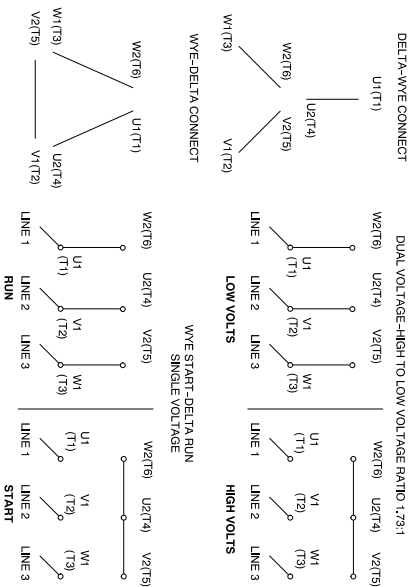 DELTA-WYE CONNECT
U1(T1)
U2(T4)
W2(T6)
V2(T5)
W1(T3)
V1(T2)
DUAL VOLTAGE-HIGH TO LOW VOLTAGE RATIO 1.73:1
W2(T6) U2(T4) V2(T5)
U1 V1 W1
(T1) (T2) (T3)
LINE 1 LINE 2 LINE 3
LOW VOLTS
W2(T6) U2(T4) V2(T5)
U1 V1 W1
(T1) (T2) (T3)
LINE 1 LINE 2 LINE 3
HIGH VOLTS
WYE-DELTA CONNECT
W2(T6)
U1(T1)
W1(T3)
U2(T4)
V2(T5)
V1(T2)
WYE START-DELTA RUN
SINGLE VOLTAGE
W2(T6) U2(T4) V2(T5)
U1 V1 W1
(T1) (T2) (T3)
LINE 1 LINE 2 LINE 3
RUN
W2(T6) U2(T4) V2(T5)
U1 V1 W1
(T1) (T2) (T3)
LINE 1 LINE 2 LINE 3
START